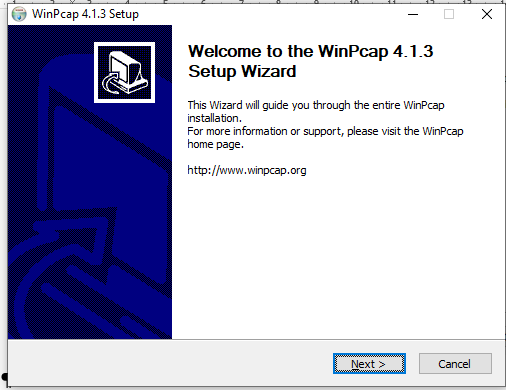 WinPcap 4.1.3 Setup
Welcome to the WinPcap 4.1.3
Setup Wizard
This Wizard will guide you through the entire WinPcap
installation.
For more information or support, please visit the WinPcap
home page.
http://www.winpcap.org
Next >
Cancel